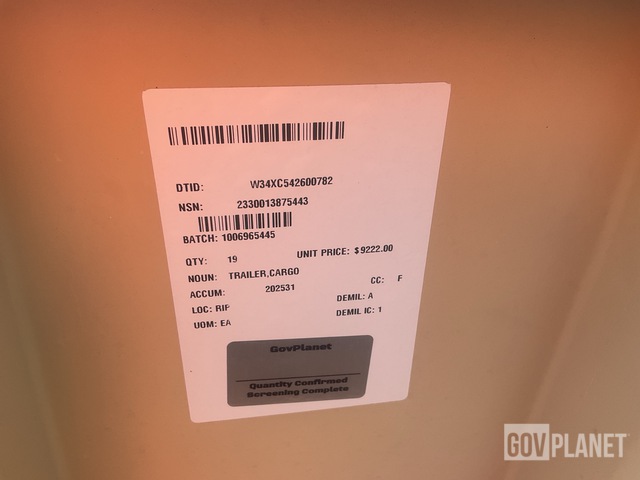 DTID: W34XC542600782
NSN: 2330013875443
BATCH: 1006965445
QTY: 19 UNIT PRICE: $9222.00
NOUN: TRAILER,CARGO CC: F
ACCUM: 202531 DEMIL: A
LOC: RIP DEMIL IC: 1
UOM: EA
GovPlanet
Quantity Confirmed
Screening Complete
GOVPLANET